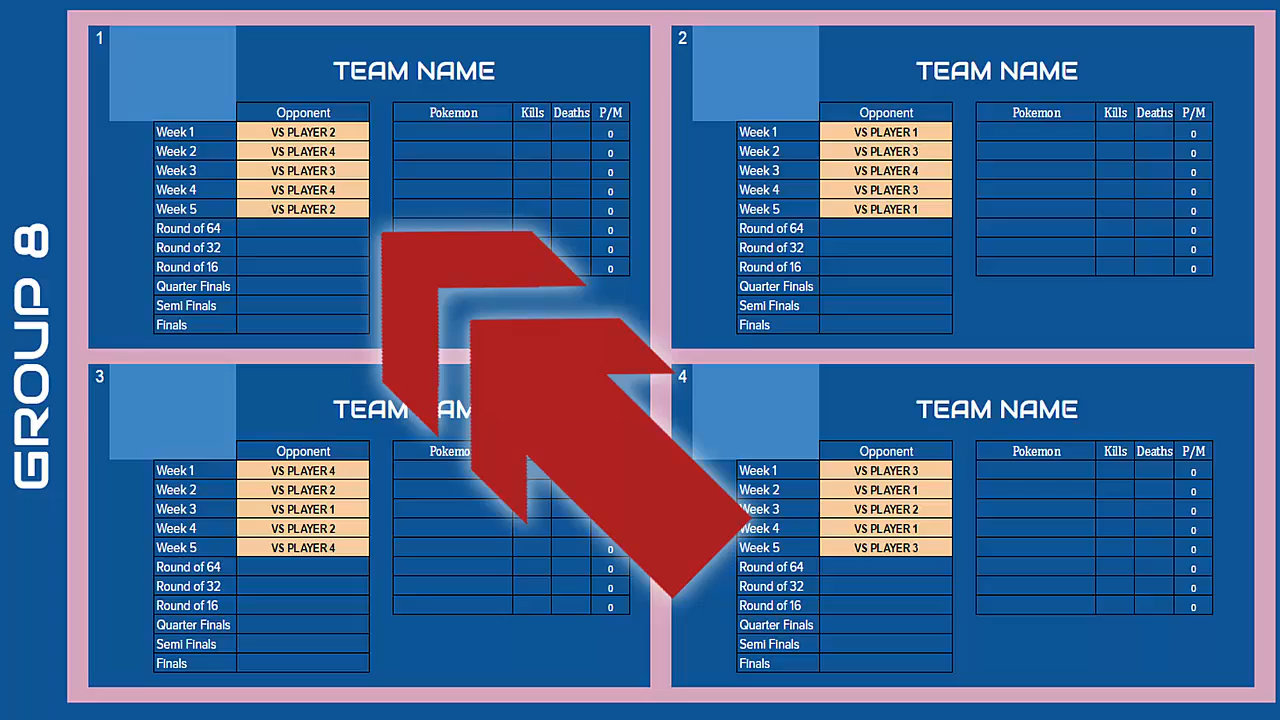 GROUP 8
1
TEAM NAME
Opponent
Pokemon Kills Deaths P/M
Week 1 VS PLAYER 2 0
Week 2 VS PLAYER 4 0
Week 3 VS PLAYER 3 0
Week 4 VS PLAYER 4 0
Week 5 VS PLAYER 2 0
Round of 64 0
Round of 32 0
Round of 16 0
Quarter Finals
Semi Finals
Finals
2
TEAM NAME
Opponent
Pokemon Kills Deaths P/M
Week 1 VS PLAYER 1 0
Week 2 VS PLAYER 3 0
Week 3 VS PLAYER 4 0
Week 4 VS PLAYER 3 0
Week 5 VS PLAYER 1 0
Round of 64 0
Round of 32 0
Round of 16 0
Quarter Finals
Semi Finals
Finals
3
TEAM
Opponent
Week 1 VS PLAYER 4
Week 2 VS PLAYER 2
Week 3 VS PLAYER 1
Week 4 VS PLAYER 2
Week 5 VS PLAYER 4 0
Round of 64 0
Round of 32 0
Round of 16 0
Quarter Finals
Semi Finals
Finals
4
TEAM NAME
Opponent
Pokemon Kills Deaths P/M
Week 1 VS PLAYER 3 0
Week 2 VS PLAYER 1 0
Week 3 VS PLAYER 2 0
Week 4 VS PLAYER 1 0
Week 5 VS PLAYER 3 0
Round of 64 0
Round of 32 0
Round of 16 0
Quarter Finals
Semi Finals
Finals